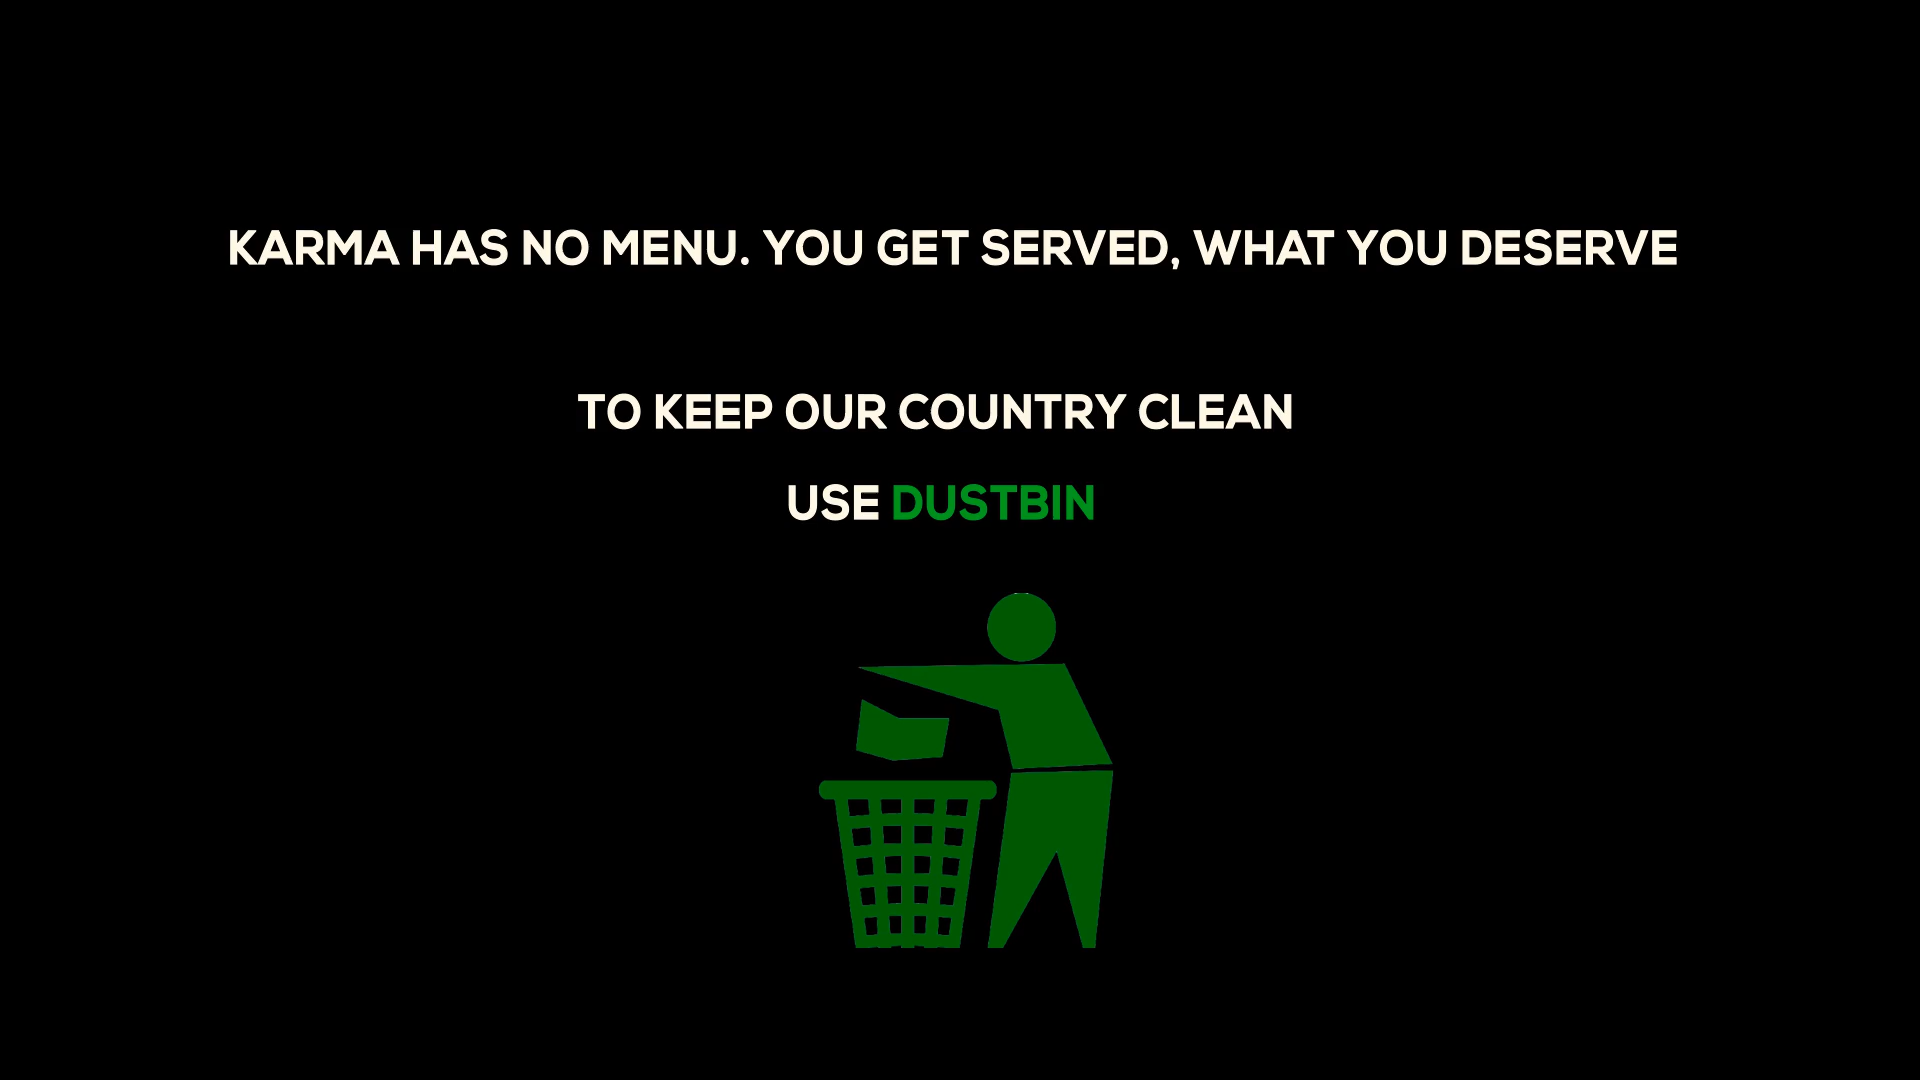 KARMA HAS NO MENU. YOU GET SERVED, WHAT YOU DESERVE
TO KEEP OUR COUNTRY CLEAN
USE DUSTBIN